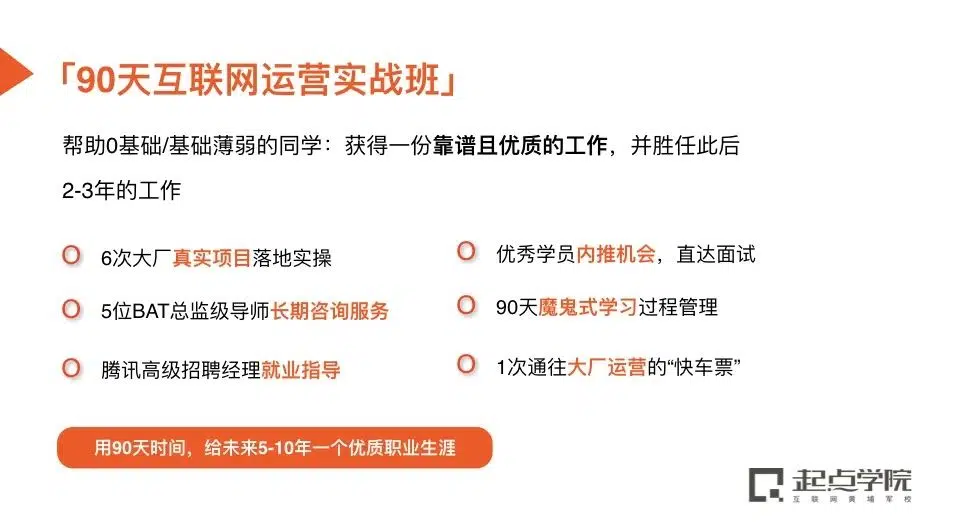 「90天互联网运营实战班」
帮助0基础/基础薄弱的同学：获得一份靠谱且优质的工作，并胜任此后
2-3年的工作
O 6次大厂真实项目落地实操
O 5位BAT总监级导师长期咨询服务
O 腾讯高级招聘经理就业指导
O 优秀学员内推机会，直达面试
O 90天魔鬼式学习过程管理
O 1次通往大厂运营的“快车票”
用90天时间，给未来5-10年一个优质职业生涯
起点学院
互联网黄埔军校